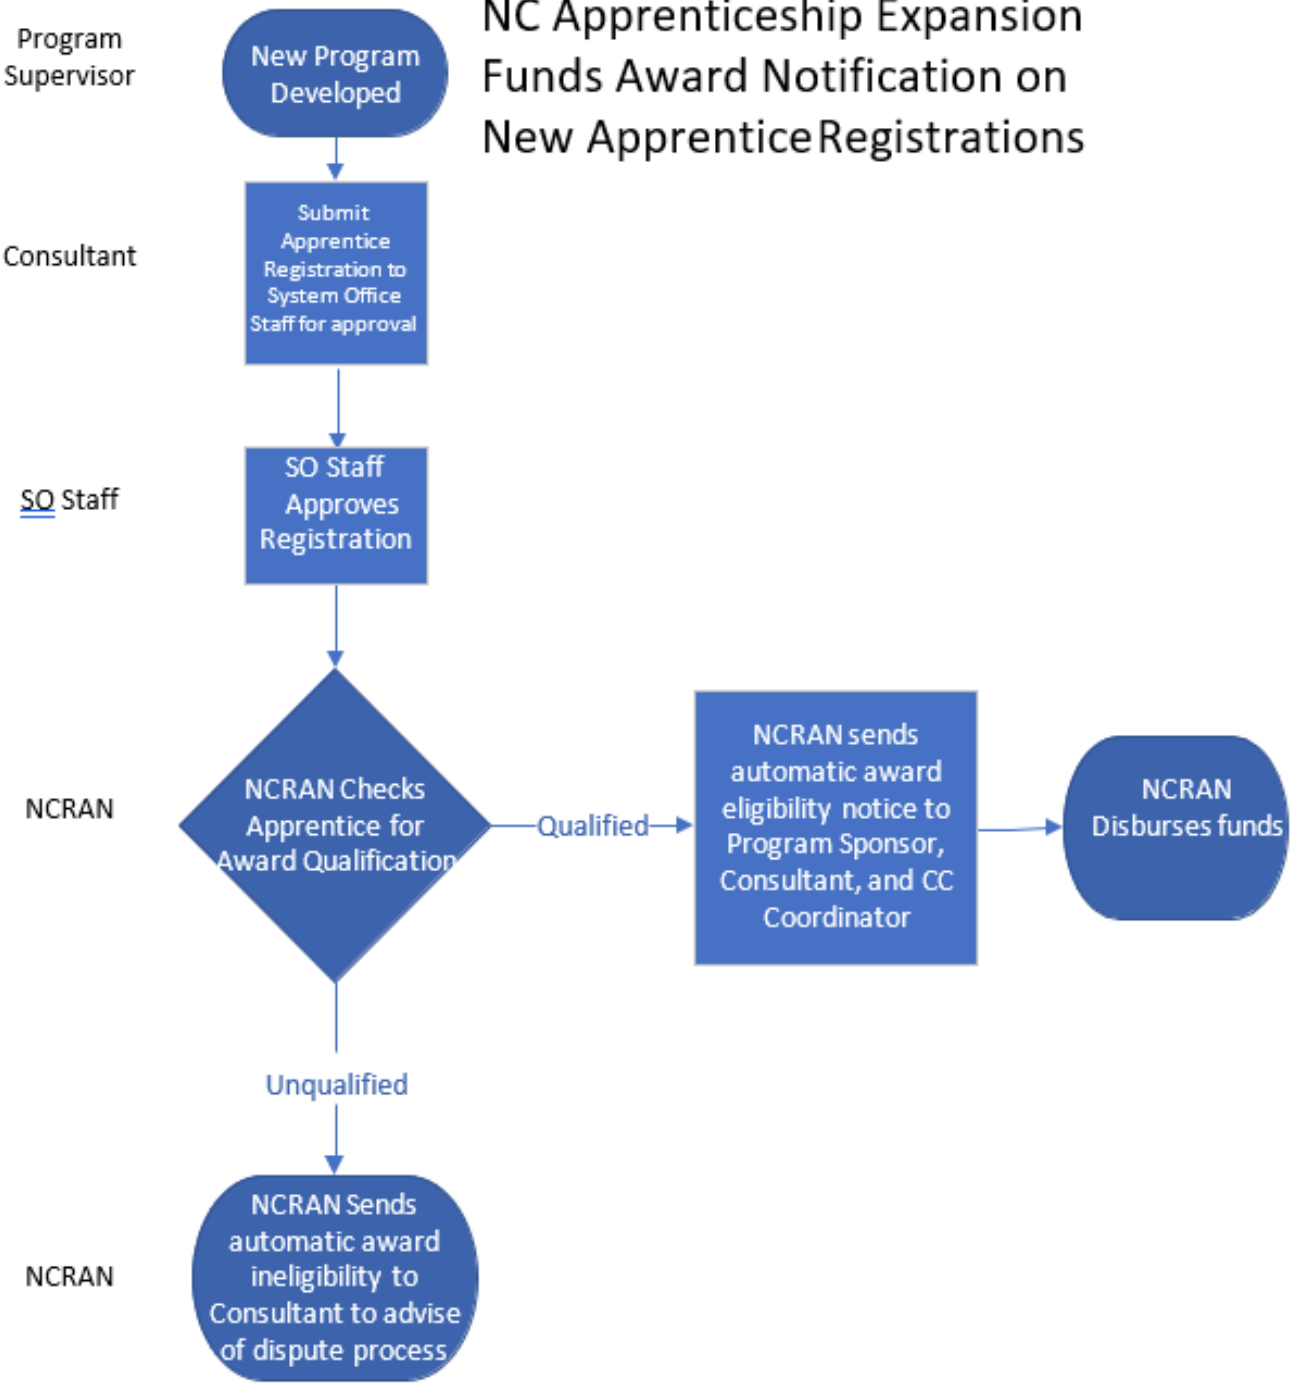 NC Apprenticeship Expansion
Funds Award Notification on
New Apprentice Registrations
Program
Supervisor
New Program
Developed
Consultant
Submit
Apprentice
Registration to
System Office
Staff for approval
SO Staff
SO Staff
Approves
Registration
NCRAN
NCRAN Checks
Apprentice for
Award Qualification
Qualified
NCRAN sends
automatic award
eligibility notice to
Program Sponsor,
Consultant, and CC
Coordinator
NCRAN
Disburses funds
Unqualified
NCRAN
NCRAN Sends
automatic award
ineligibility to
Consultant to advise
of dispute process